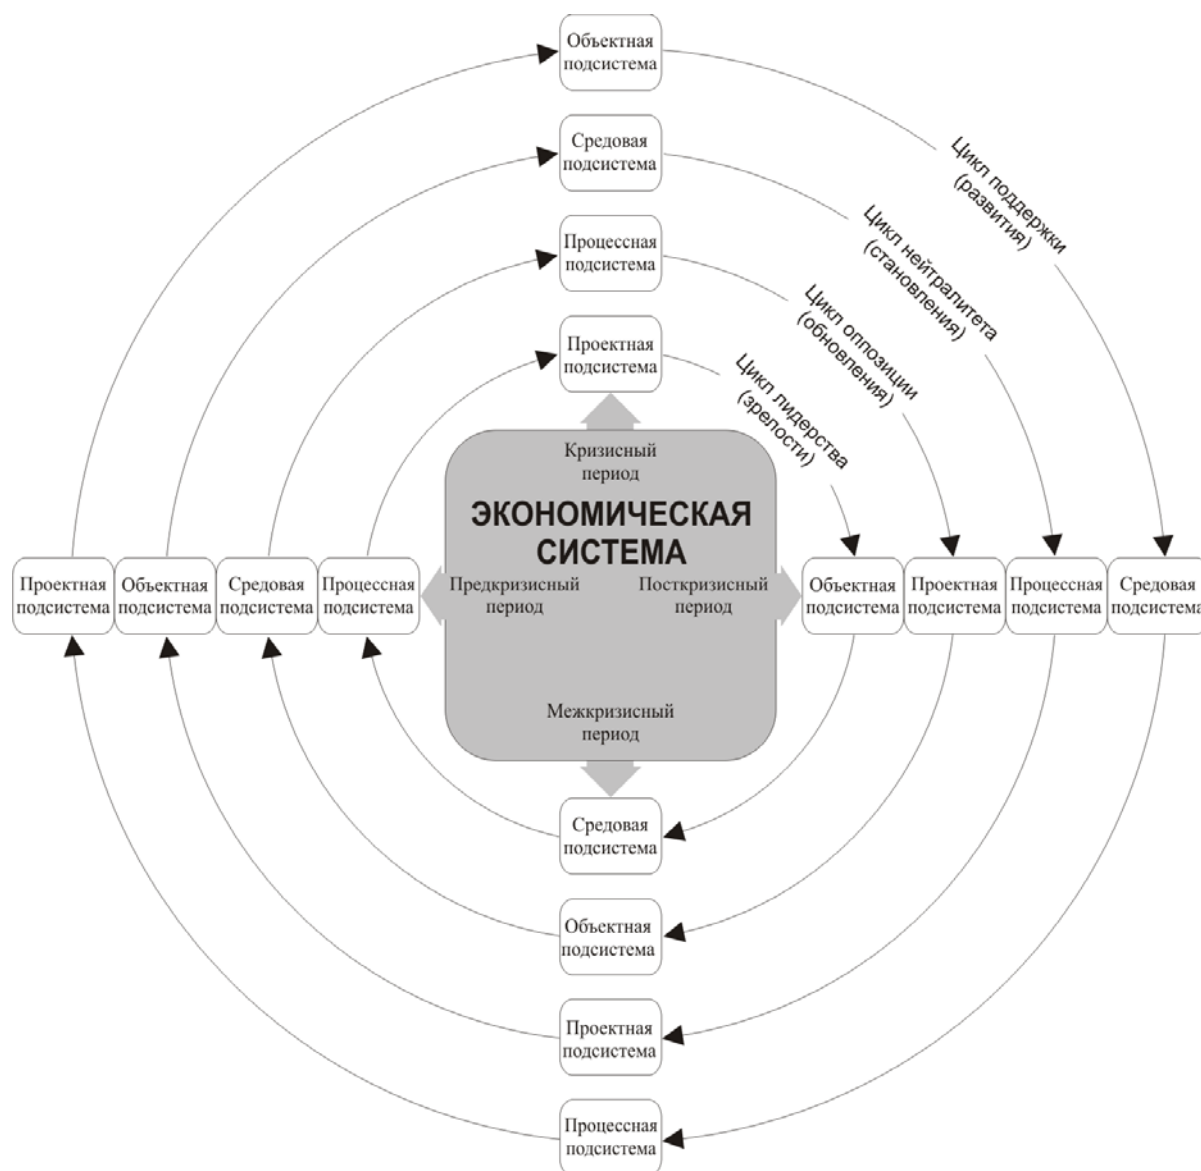 Объектная
подсистема
Средовая
подсистема
Процессная
подсистема
Проектная
подсистема
Цикл поддержки
(развития)
Цикл нейтралитета
(становления)
Цикл оппозиции
(обновления)
Цикл лидерства
(зрелости)
Кризисный
период
ЭКОНОМИЧЕСКАЯ
СИСТЕМА
Проектная
подсистема
Объектная
подсистема
Средовая
подсистема
Процессная
подсистема
Предкризисный
период
Посткризисный
период
Объектная
подсистема
Проектная
подсистема
Процессная
подсистема
Средовая
подсистема
Межкризисный
период
Средовая
подсистема
Объектная
подсистема
Проектная
подсистема
Процессная
подсистема